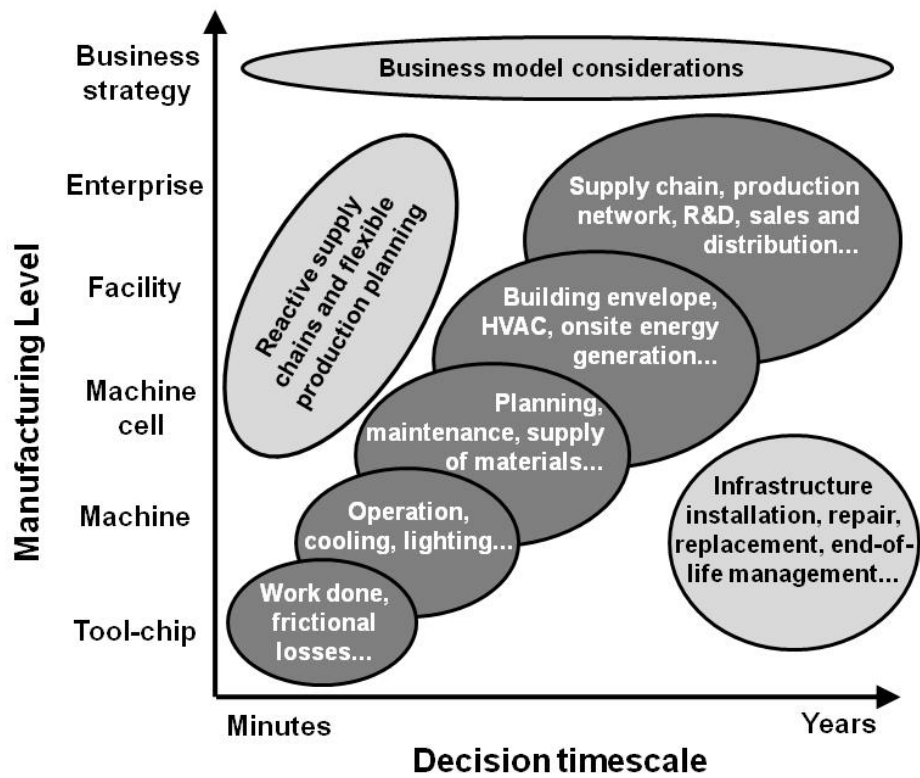 Business
strategy
Business model considerations
Enterprise
Supply chain, production
network, R&D, sales and
distribution...
Reactive supply
chains and flexible
production planning
Facility
Building envelope,
HVAC, onsite energy
generation...
Machine
cell
Planning,
maintenance, supply
of materials...
Machine
Operation,
cooling, lighting...
Infrastructure
installation, repair,
replacement, end-of-
life management...
Tool-chip
Work done,
frictional
losses...
Manufacturing Level
Minutes
Years
Decision timescale